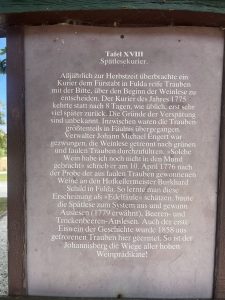 Tafel XVIII
Spätlesekurier.
Alljährlich zur Herbstzeit überbrachte ein
Kurier dem Fürstabt in Fulda reife Trauben
mit der Bitte, über den Beginn der Weinlese zu
entscheiden. Der Kurier des Jahres 1775
kehrte statt nach 8 Tagen, wie üblich, erst sehr
viel später zurück. Die Gründe der Verspätung
sind unbekannt. Inzwischen waren die Trauben
größtenteils in Fäulnis übergegangen.
Verwalter Johann Michael Engert war
gezwungen, die Weinlese getrennt nach grünen
und faulen Trauben durchzuführen. »Solche
Wein habe ich noch nicht in den Mund
gebracht« schrieb er am 10. April 1776 nach
der Probe der aus faulen Trauben gewonnenen
Weine an den Hofkellermeister Burkhard
Schild in Fulda. So lernte man diese
Erscheinung als »Edelfäule« schätzen, baute
die Spätlese zum System aus und gewann
Auslesen (1779 erwähnt), Beeren- und
Trockenbeeren-Auslesen. Auch der erste
Eiswein der Geschichte wurde 1858 aus
gefrorenen Trauben hier geerntet. So ist der
Johannisberg die Wiege aller hohen
Weinprädikate!